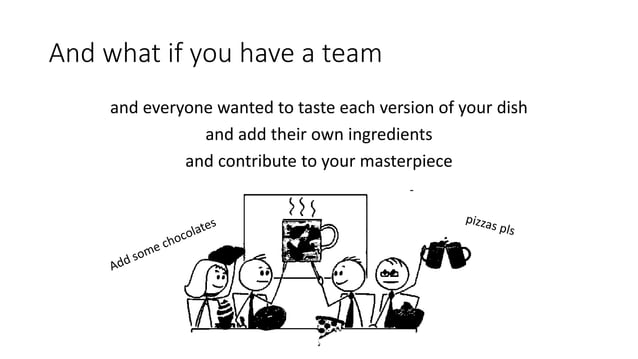 And what if you have a team
and everyone wanted to taste each version of your dish
and add their own ingredients
and contribute to your masterpiece
Add some chocolates
pizzas pls